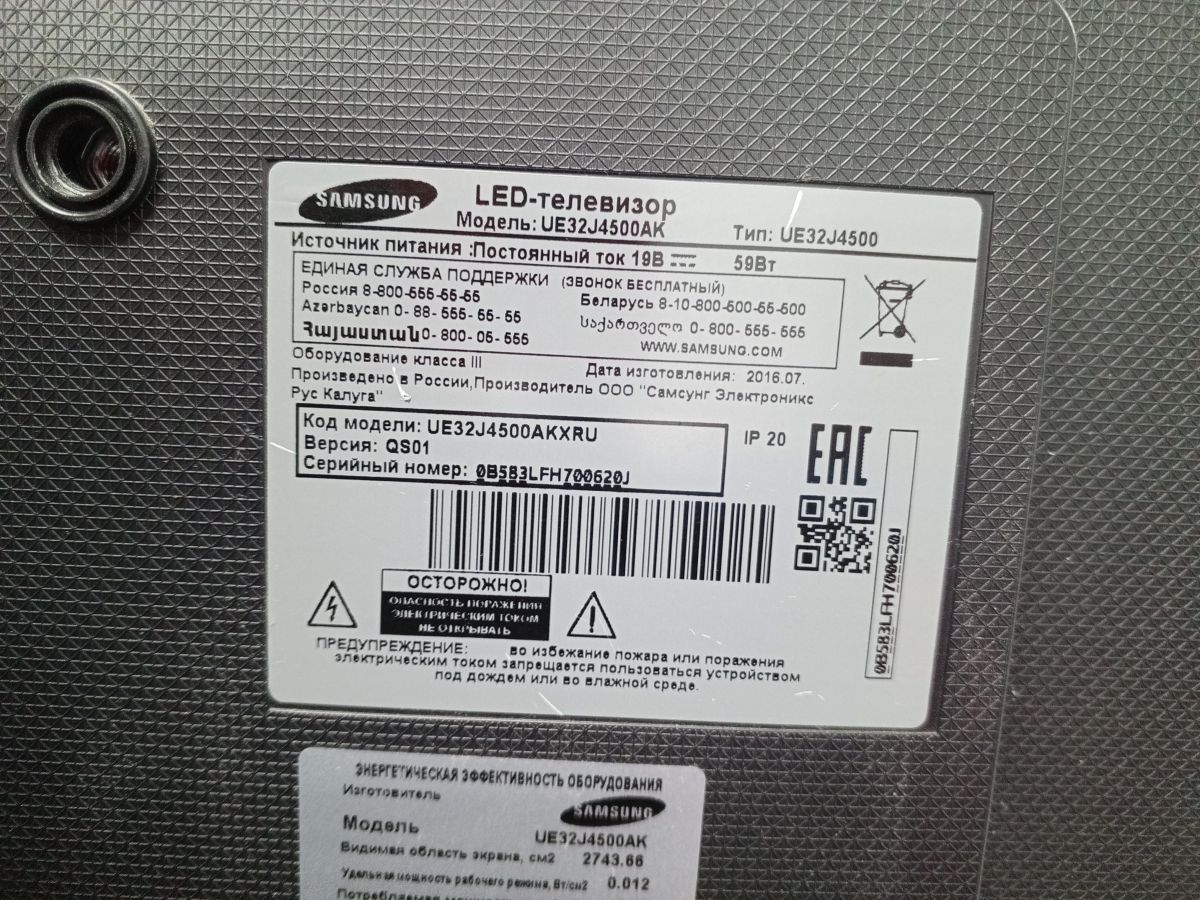 SAMSUNG
LED-телевизор
Модель: UE32J4500AK
Тип: UE32J4500
Источник питания :Постоянный ток 19В 59Вт
ЕДИНАЯ СЛУЖБА ПОДДЕРЖКИ (ЗВОНОК БЕСПЛАТНЫЙ)
Россия 8-800-555-55-55
Беларусь 8-10-800-500-55-500
Azərbaycan 0-88-555-55-55
საქართველო 0-800-555-555
Հայաստան 0-800-05-555
WWW.SAMSUNG.COM
Оборудование класса III
Дата изготовления: 2016.07.
Произведено в России,Производитель ООО "Самсунг Электроникс
Рус Калуга"
Код модели: UE32J4500AKXRU
Версия: QS01
Серийный номер: 0B583LFH700620J
IP 20
EAC
0B583LFH700620J
ОСТОРОЖНО!
ОПАСНОСТЬ ПОРАЖЕНИЯ
ЭЛЕКТРИЧЕСКИМ ТОКОМ
НЕ ОТКРЫВАТЬ
ПРЕДУПРЕЖДЕНИЕ: во избежание пожара или поражения
электрическим током запрещается пользоваться устройством
под дождем или во влажной среде.
ЭНЕРГЕТИЧЕСКАЯ ЭФФЕКТИВНОСТЬ ОБОРУДОВАНИЯ
Изготовитель
SAMSUNG
Модель UE32J4500AK
Видимая область экрана, см2 2743.66
Удельная мощность рабочего режима, Вт/см2 0.012